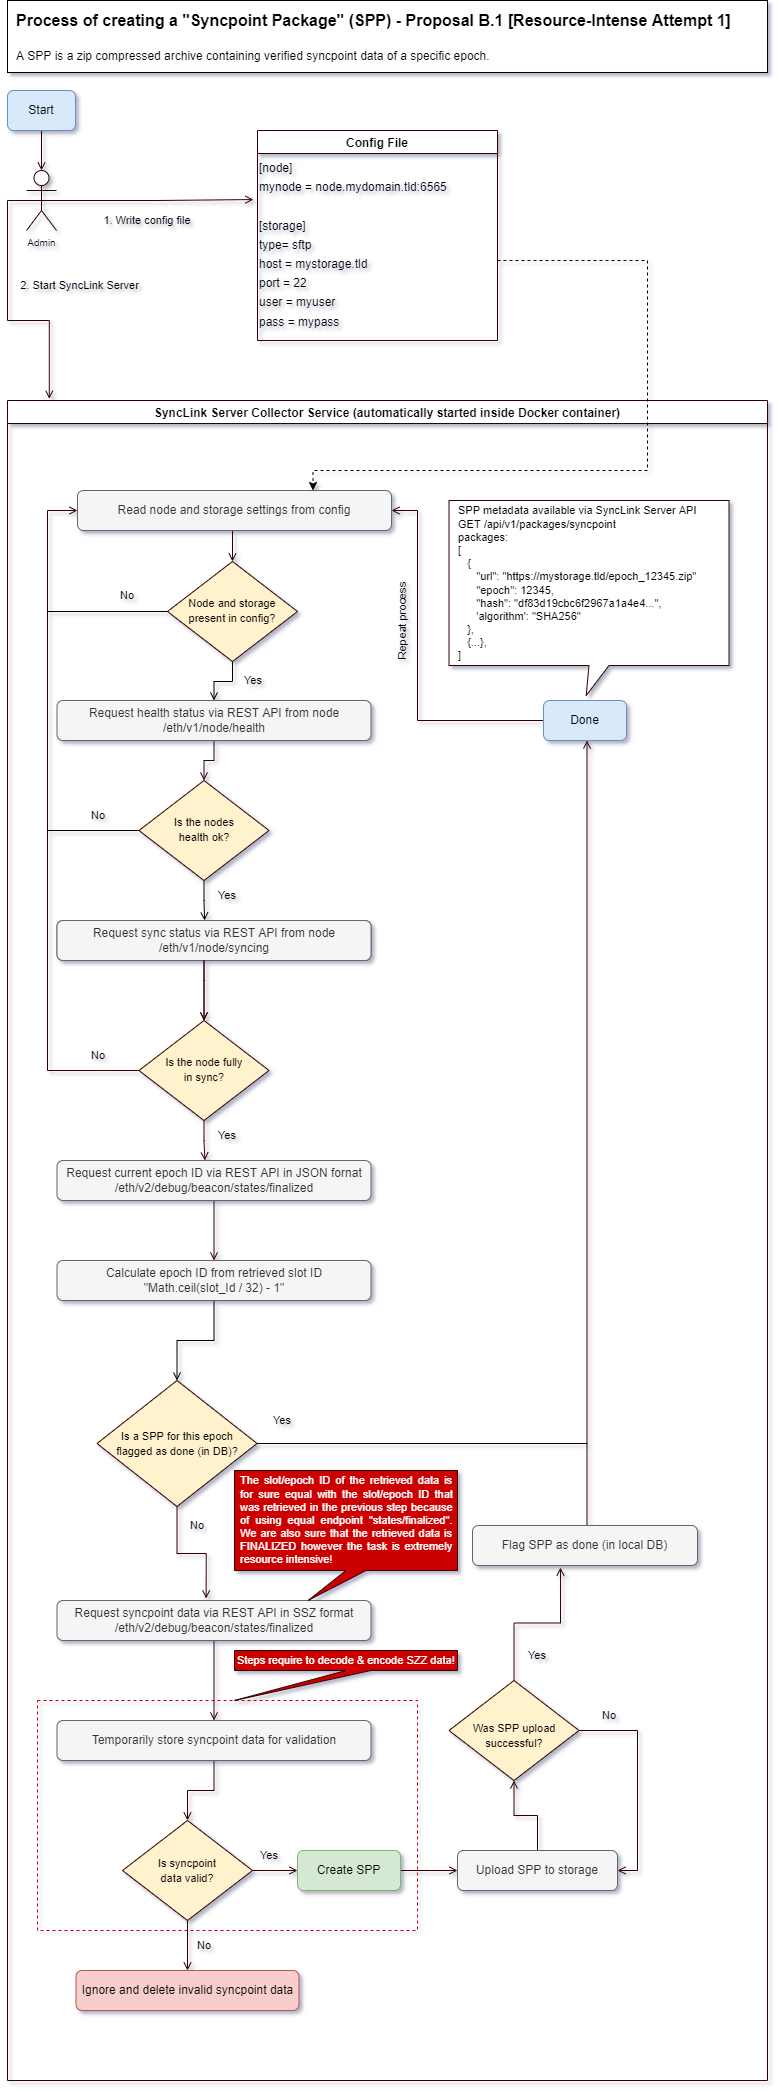 Process of creating a "Syncpoint Package" (SPP) - Proposal B.1 [Resource-Intense Attempt 1]
A SPP is a zip compressed archive containing verified syncpoint data of a specific epoch.
Start
Admin
1. Write config file
2. Start SyncLink Server
Config File
[node]
mynode = node.mydomain.tld:6565
[storage]
type= sftp
host = mystorage.tld
port = 22
user = myuser
pass = mypass
SyncLink Server Collector Service (automatically started inside Docker container)
Read node and storage settings from config
SPP metadata available via SyncLink Server API
GET /api/v1/packages/syncpoint
packages:
[
{
"url": "https://mystorage.tld/epoch_12345.zip"
"epoch": 12345,
"hash": "df83d19cbc6f2967a1a4e4...",
'algorithm': "SHA256"
},
{...},
]
Repeat process
No
Node and storage
present in config?
Yes
Request health status via REST API from node
/eth/v1/node/health
Done
No
Is the nodes
health ok?
Yes
Request sync status via REST API from node
/eth/v1/node/syncing
No
Is the node fully
in sync?
Yes
Request current epoch ID via REST API in JSON fornat
/eth/v2/debug/beacon/states/finalized
Calculate epoch ID from retrieved slot ID
"Math.ceil(slot_Id / 32) - 1"
Is a SPP for this epoch
flagged as done (in DB)?
Yes
No
The slot/epoch ID of the retrieved data is
for sure equal with the slot/epoch ID that
was retrieved in the previous step because
of using equal endpoint "states/finalized".
We are also sure that the retrieved data is
FINALIZED however the task is extremely
resource intensive!
Flag SPP as done (in local DB)
Request syncpoint data via REST API in SSZ format
/eth/v2/debug/beacon/states/finalized
Steps require to decode & encode SZZ data!
Yes
Temporarily store syncpoint data for validation
Was SPP upload
successful?
No
Is syncpoint
data valid?
Yes
Create SPP
Upload SPP to storage
No
Ignore and delete invalid syncpoint data